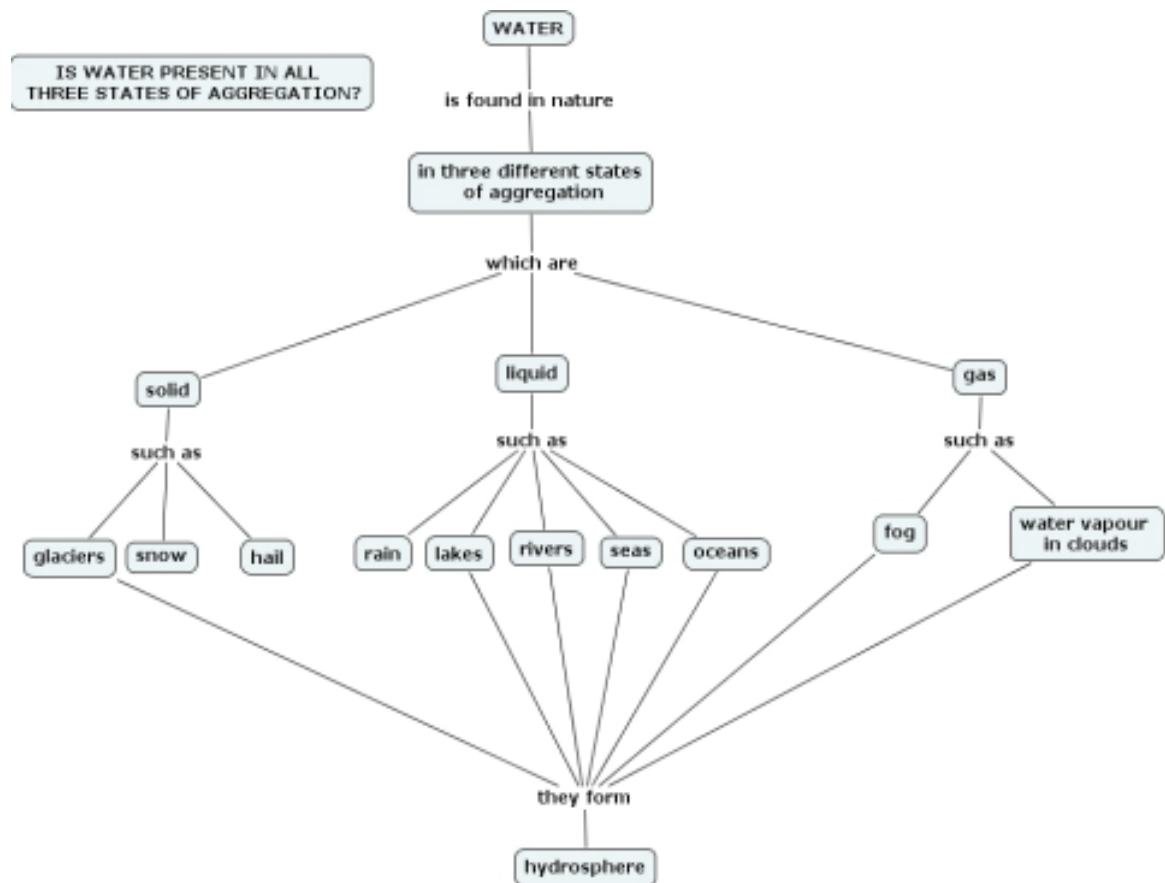 WATER
IS WATER PRESENT IN ALL
THREE STATES OF AGGREGATION?
is found in nature
in three different states
of aggregation
which are
solid
liquid
gas
such as
such as
such as
glaciers
snow
hail
rain
lakes
rivers
seas
oceans
fog
water vapour
in clouds
they form
hydrosphere